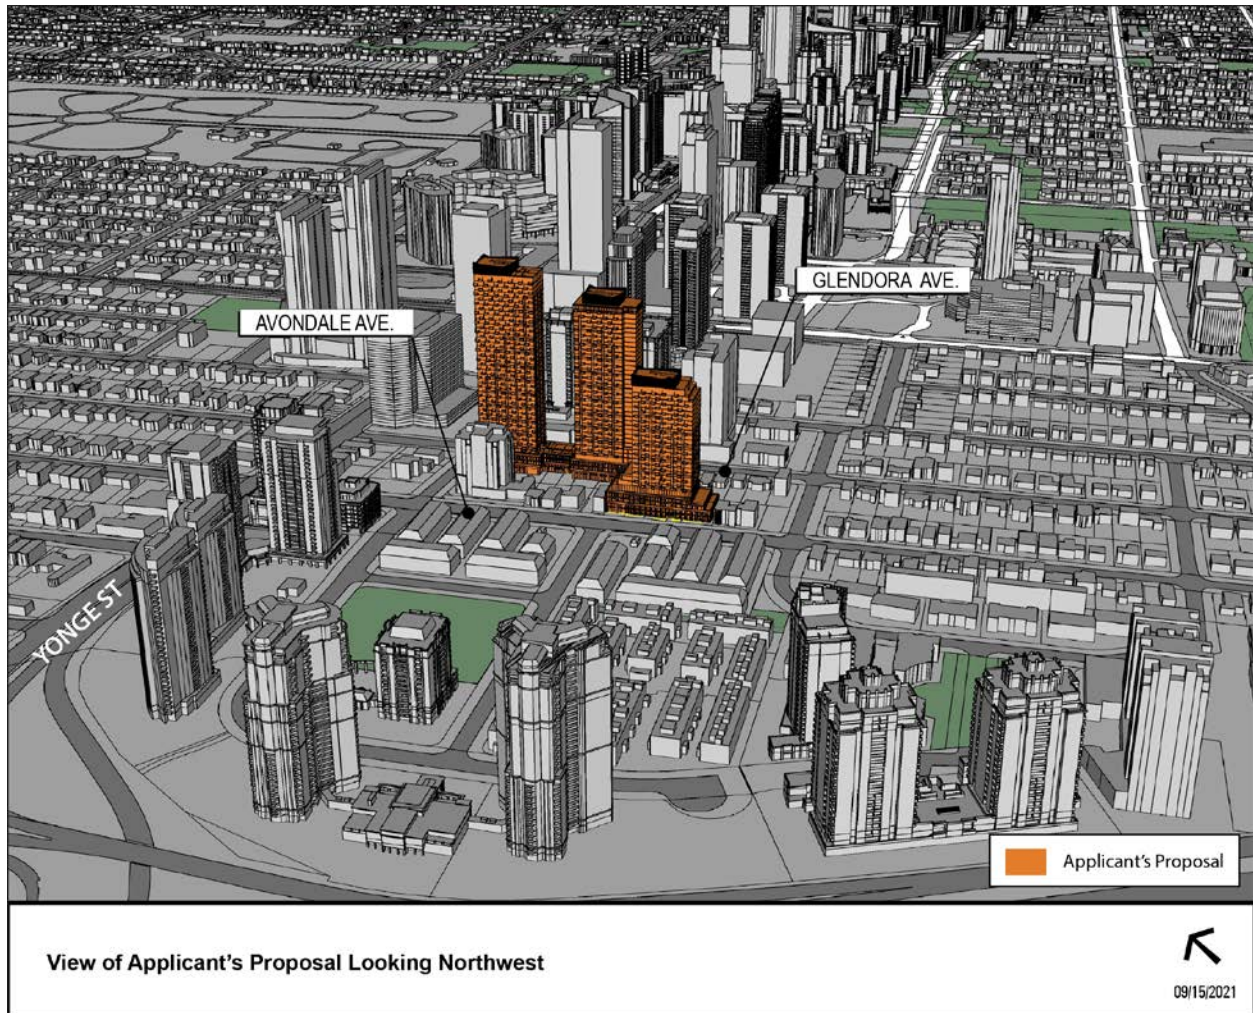 GLENDORA AVE.
AVONDALE AVE.
YONGE ST
Applicant's Proposal
View of Applicant's Proposal Looking Northwest
09/15/2021